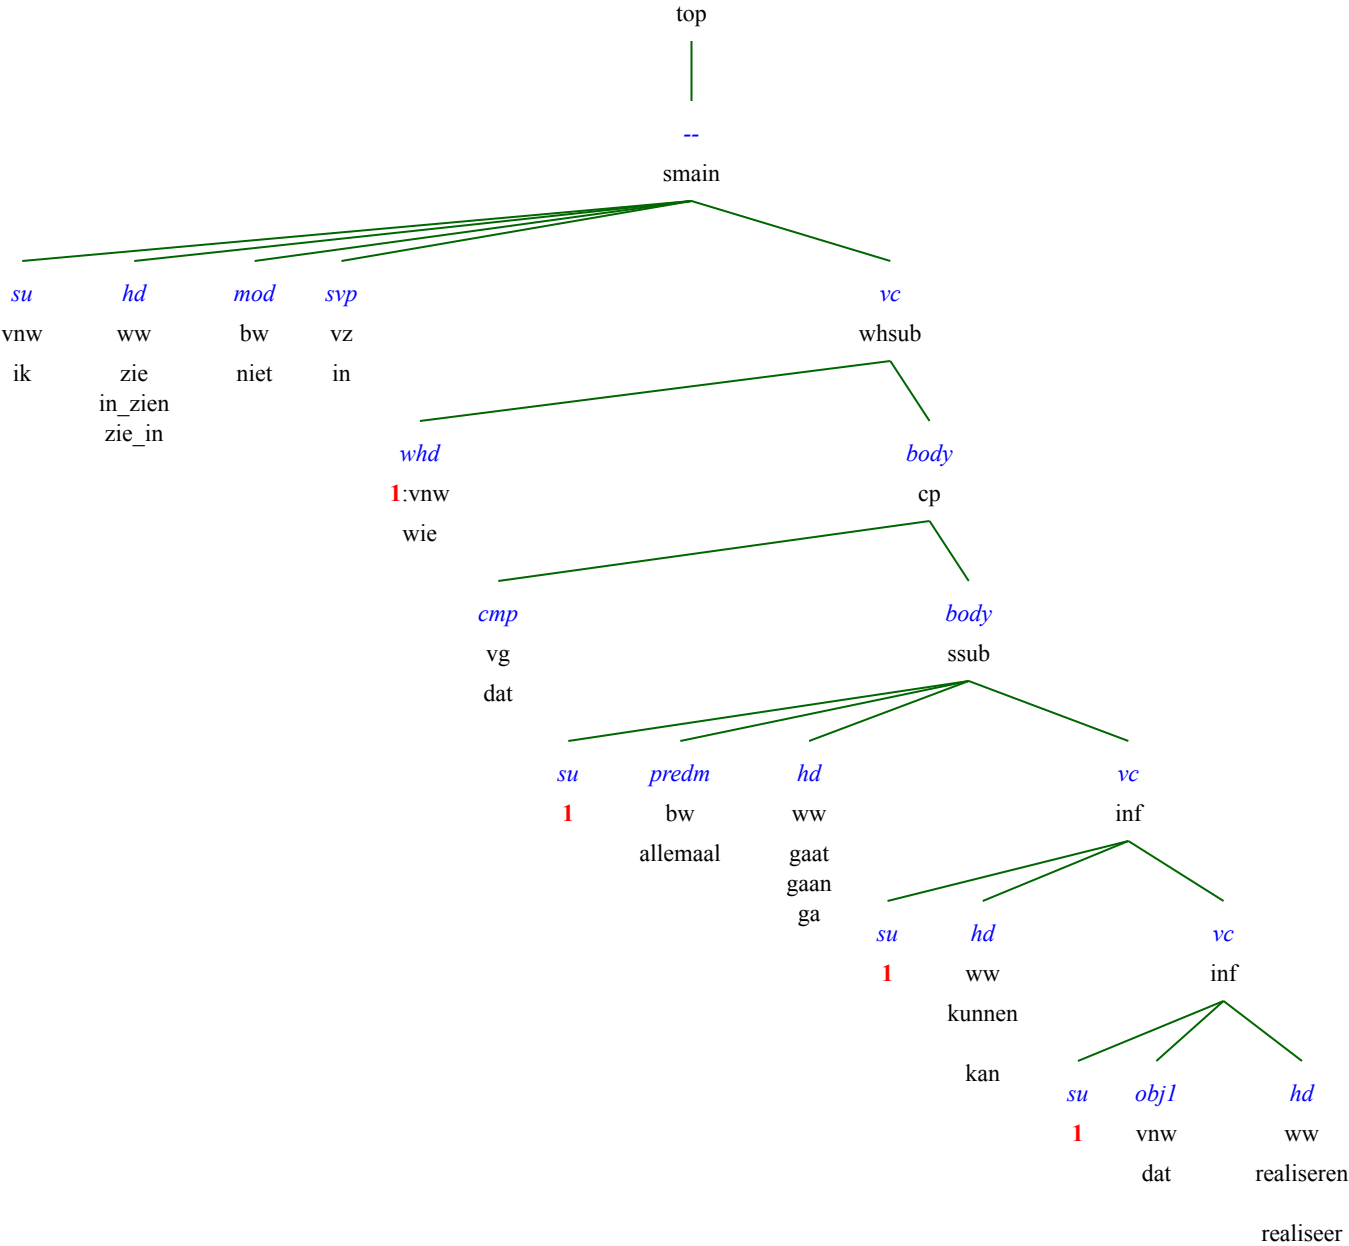 top
--
smain
su hd mod svp vc
vnw ww bw vz whsub
ik zie niet in
in_zien
zie_in
whd body
1:vnw cp
wie
cmp body
vg ssub
dat
su predm hd vc
1 bw ww inf
allemaal gaat
gaan
ga
su hd vc
1 ww inf
kunnen
kan
su obj1 hd
1 vnw ww
dat realiseren
realiseer